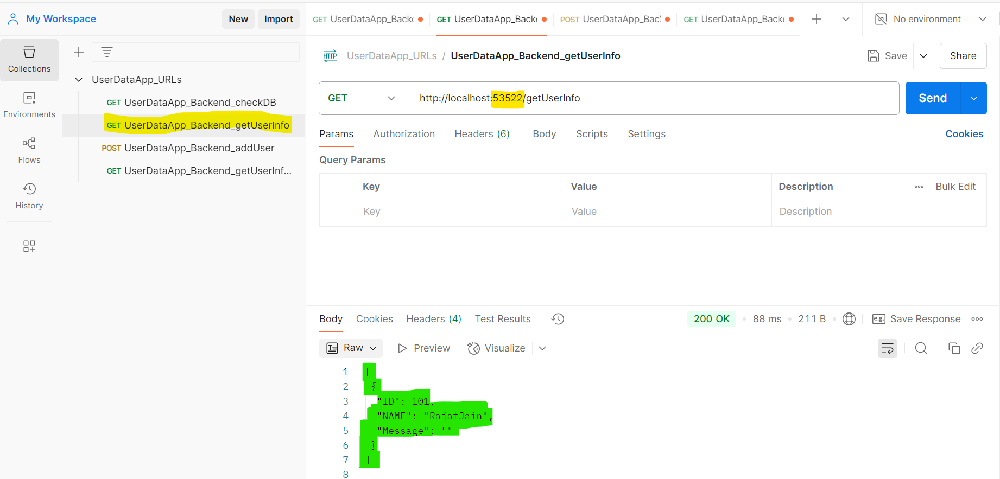 My Workspace
New
Import
GET UserDataApp_Backe
GET UserDataApp_Backe
POST UserDataApp_Back
GET UserDataApp_Backe
No environment
Collections
Environments
Flows
History
UserDataApp_URLs
GET UserDataApp_Backend_checkDB
GET UserDataApp_Backend_getUserInfo
POST UserDataApp_Backend_addUser
GET UserDataApp_Backend_getUserInf...
HTTP UserDataApp_URLs / UserDataApp_Backend_getUserInfo
Save
Share
GET
http://localhost:53522/getUserInfo
Send
Params Authorization Headers (6) Body Scripts Settings
Cookies
Query Params
Key Value Description Bulk Edit
Key Value Description
Body Cookies Headers (4) Test Results
200 OK • 88 ms • 211 B •
e.g. Save Response
Raw Preview Visualize
1 [
2 {
3 "ID": 101,
4 "NAME": "RajatJain",
5 "Message": ""
6 }
7 ]
8